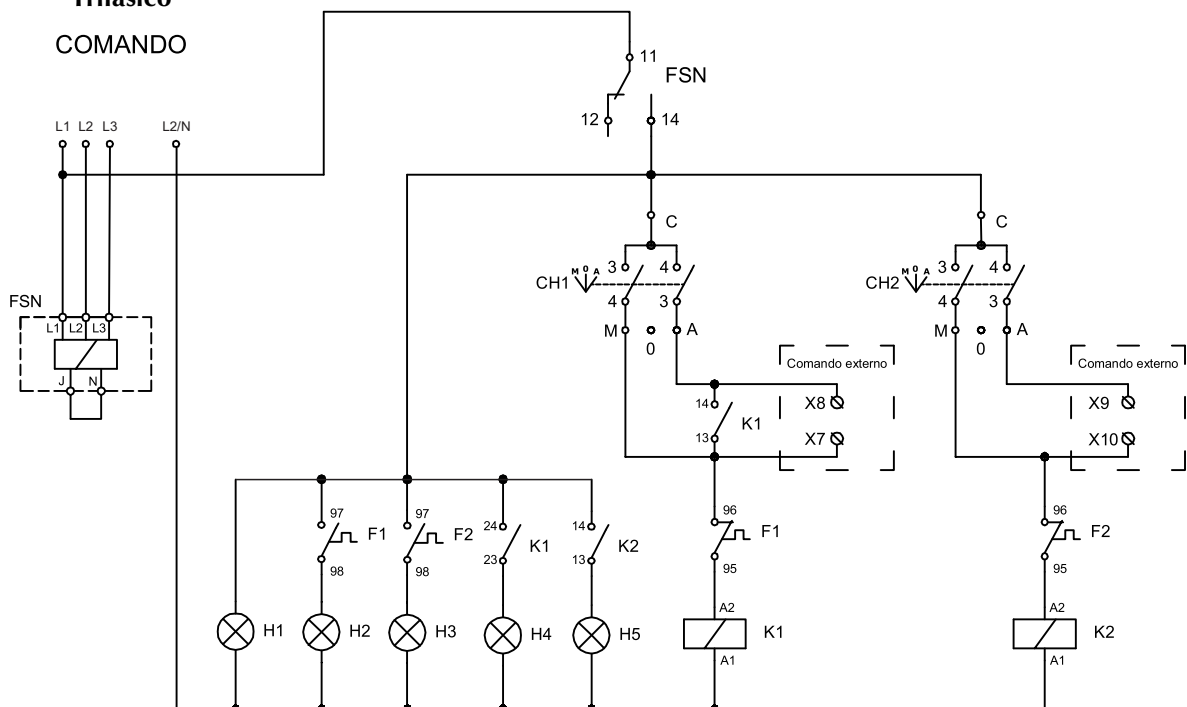 COMANDO
11
FSN
12
14
L1 L2 L3 L2/N
C
C
M 0 A
3 4
CH1
4 3
M A
0
M 0 A
3 4
CH2
4 3
M A
0
FSN
L1 L2 L3
J N
Comando externo
X8
X7
Comando externo
X9
X10
14
K1
13
97
F1
98
97
F2
98
24
K1
23
14
K2
13
96
F1
95
96
F2
95
H1
H2
H3
H4
H5
A2
K1
A1
A2
K2
A1